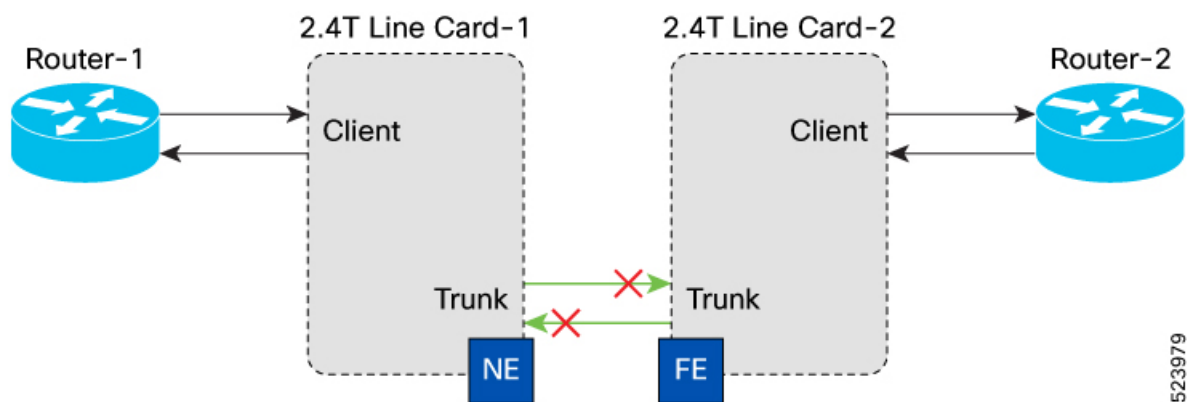 2.4T Line Card-1
2.4T Line Card-2
Router-1
Router-2
Client
Client
Trunk
Trunk
NE
FE
523979